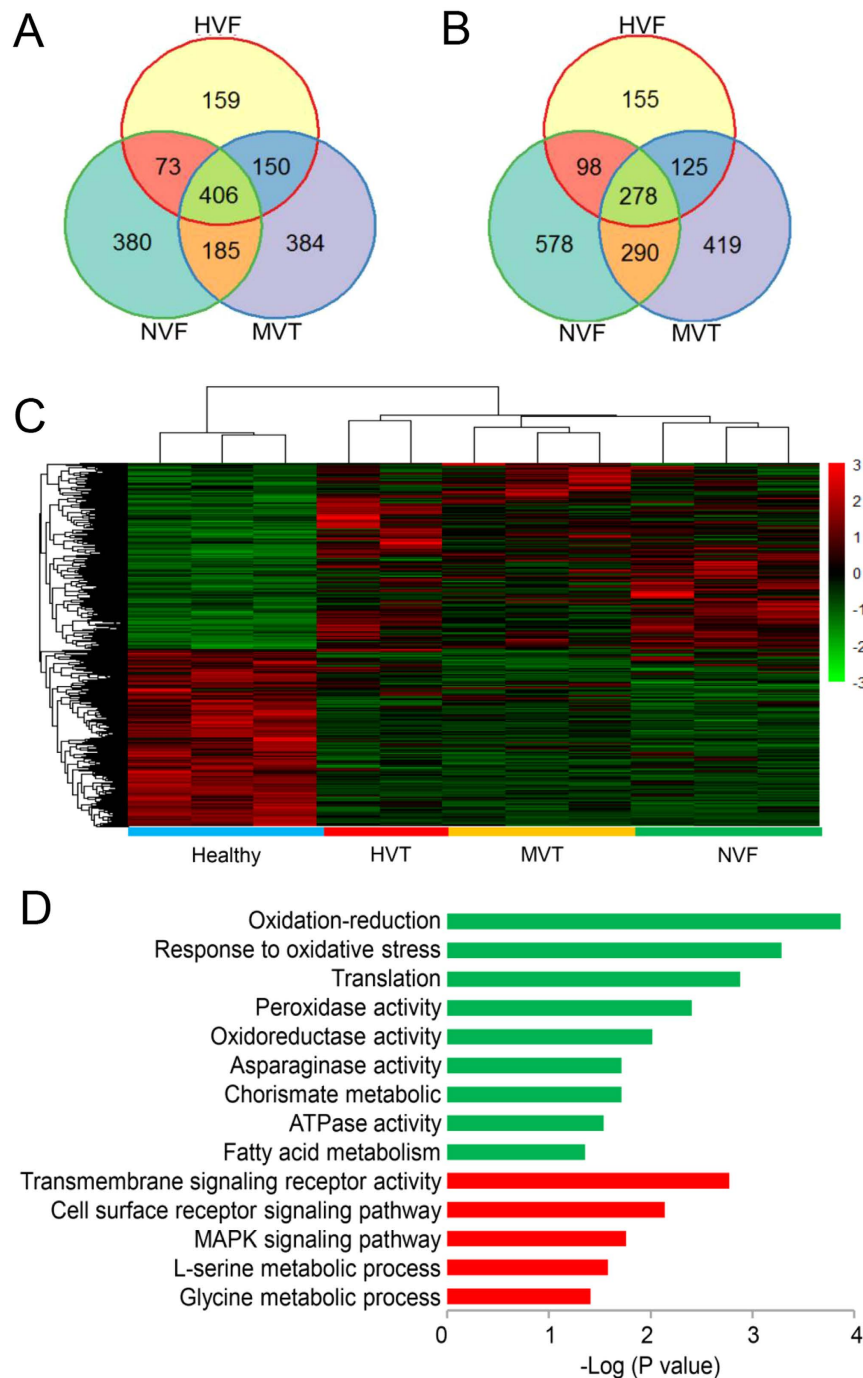 A
B
HVF
HVF
159
155
73
150
98
125
406
278
380
185
384
578
290
419
NVF
MVT
NVF
MVT
C
3
2
1
0
-1
-2
-3
Healthy
HVT
MVT
NVF
D
Oxidation-reduction
Response to oxidative stress
Translation
Peroxidase activity
Oxidoreductase activity
Asparaginase activity
Chorismate metabolic
ATPase activity
Fatty acid metabolism
Transmembrane signaling receptor activity
Cell surface receptor signaling pathway
MAPK signaling pathway
L-serine metabolic process
Glycine metabolic process
0 1 2 3 4
-Log (P value)